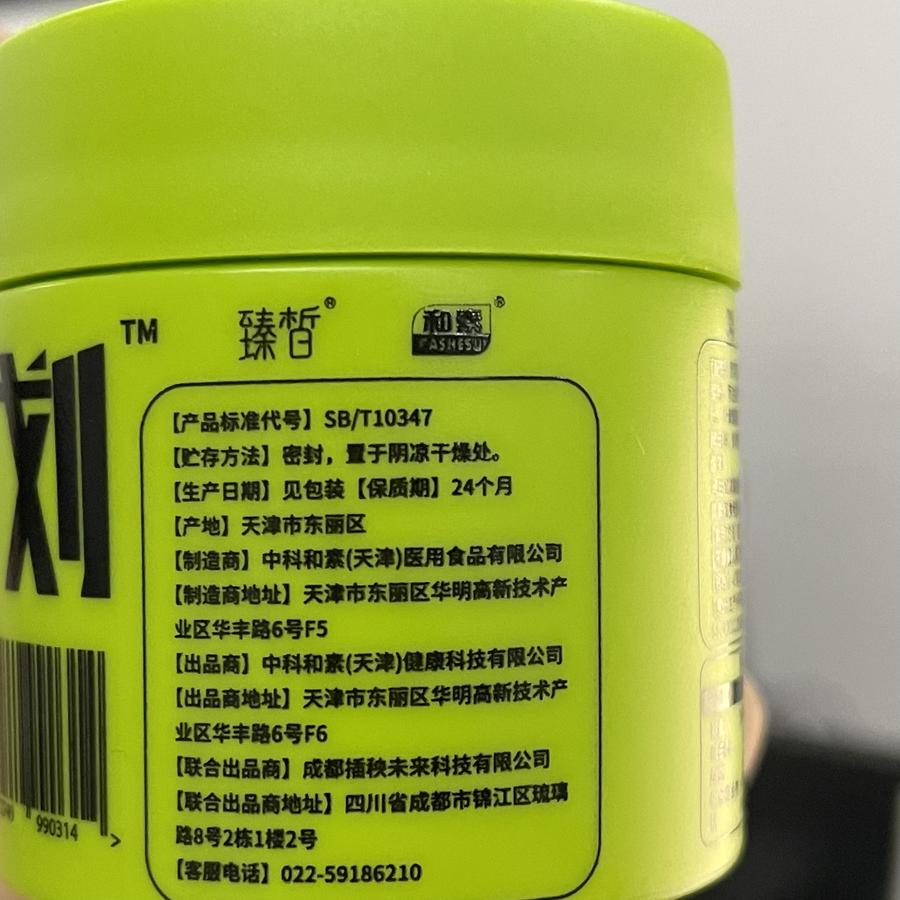 划
TM
臻皙®
和素®
CASHESU
【产品标准代号】SB/T10347
【贮存方法】密封，置于阴凉干燥处。
【生产日期】见包装【保质期】24个月
【产地】天津市东丽区
【制造商】中科和素(天津)医用食品有限公司
【制造商地址】天津市东丽区华明高新技术产
业区华丰路6号F5
【出品商】中科和素(天津)健康科技有限公司
【出品商地址】天津市东丽区华明高新技术产
业区华丰路6号F6
【联合出品商】成都插秧未来科技有限公司
【联合出品商地址】四川省成都市锦江区琉璃
路8号2栋1楼2号
【客服电话】022-59186210
990314 >